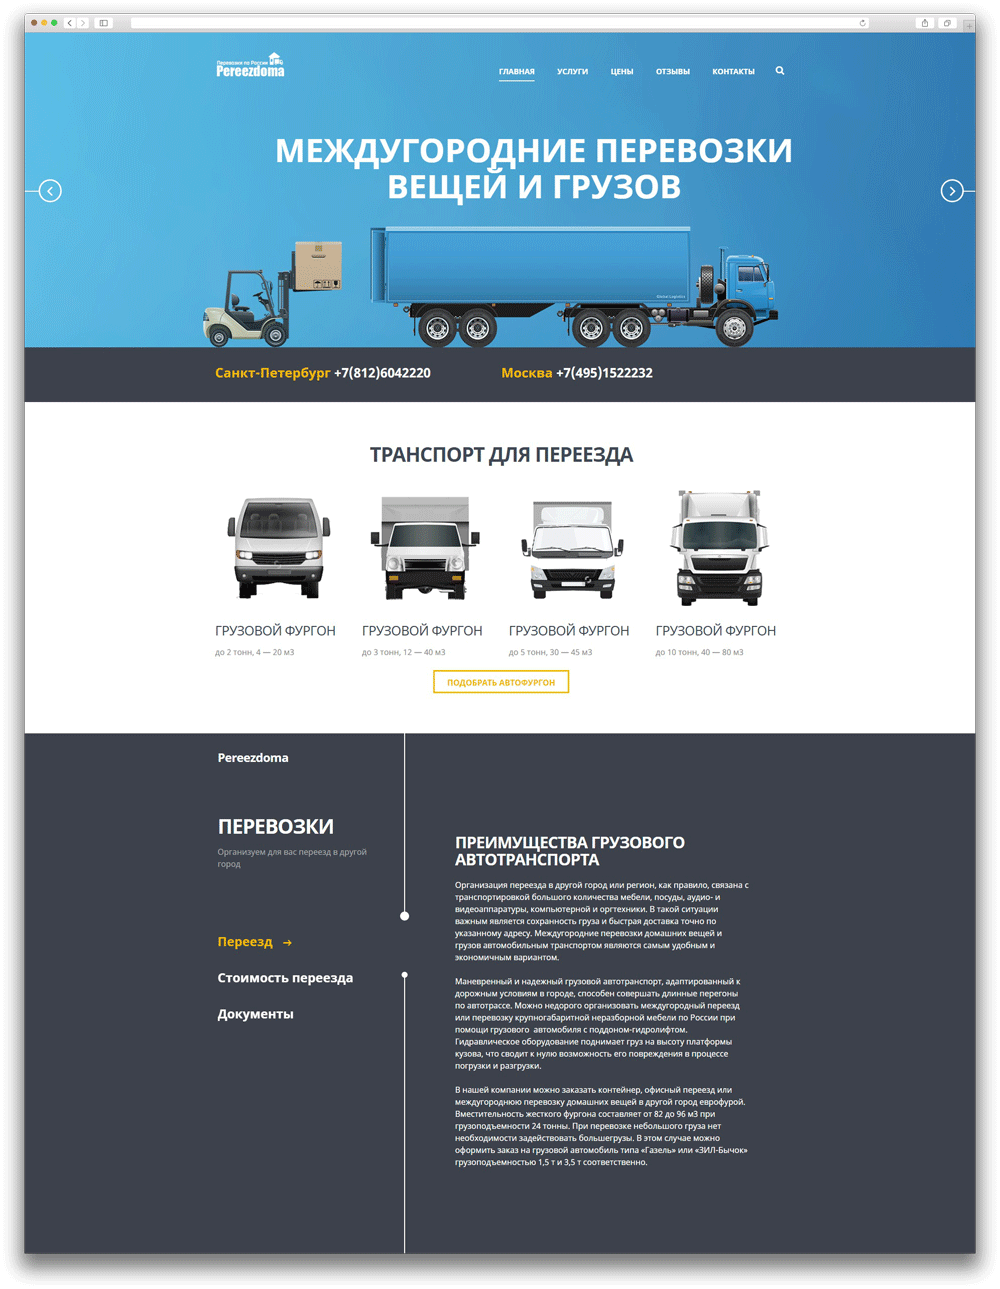 Перевозки по России
Pereezdoma
ГЛАВНАЯ УСЛУГИ ЦЕНЫ ОТЗЫВЫ КОНТАКТЫ
МЕЖДУГОРОДНИЕ ПЕРЕВОЗКИ
ВЕЩЕЙ И ГРУЗОВ
Global Logistics
Санкт-Петербург +7(812)6042220 Москва +7(495)1522232
ТРАНСПОРТ ДЛЯ ПЕРЕЕЗДА
ГРУЗОВОЙ ФУРГОН ГРУЗОВОЙ ФУРГОН ГРУЗОВОЙ ФУРГОН ГРУЗОВОЙ ФУРГОН
до 2 тонн, 4 — 20 м3 до 3 тонн, 12 — 40 м3 до 5 тонн, 30 — 45 м3 до 10 тонн, 40 — 80 м3
ПОДОБРАТЬ АВТОФУРГОН
Pereezdoma
ПЕРЕВОЗКИ
Организуем для вас переезд в другой
город
Переезд →
Стоимость переезда
Документы
ПРЕИМУЩЕСТВА ГРУЗОВОГО
АВТОТРАНСПОРТА
Организация переезда в другой город или регион, как правило, связана с
транспортировкой большого количества мебели, посуды, аудио- и
видеоаппаратуры, компьютерной и оргтехники. В такой ситуации
важным является сохранность груза и быстрая доставка точно по
указанному адресу. Междугородние перевозки домашних вещей и
грузов автомобильным транспортом являются самым удобным и
экономичным вариантом.
Маневренный и надежный грузовой автотранспорт, адаптированный к
дорожным условиям в городе, способен совершать длинные перегоны
по автотрассе. Можно недорого организовать междугородный переезд
или перевозку крупногабаритной неразборной мебели по России при
помощи грузового автомобиля с поддоном-гидролифтом.
Гидравлическое оборудование поднимает груз на высоту платформы
кузова, что сводит к нулю возможность его повреждения в процессе
погрузки и разгрузки.
В нашей компании можно заказать контейнер, офисный переезд или
междугороднюю перевозку домашних вещей в другой город еврофурой.
Вместительность жесткого фургона составляет от 82 до 96 м3 при
грузоподъемности 24 тонны. При перевозке небольшого груза нет
необходимости задействовать большегрузы. В этом случае можно
оформить заказ на грузовой автомобиль типа «Газель» или «ЗИЛ-Бычок»
грузоподъемностью 1,5 т и 3,5 т соответственно.